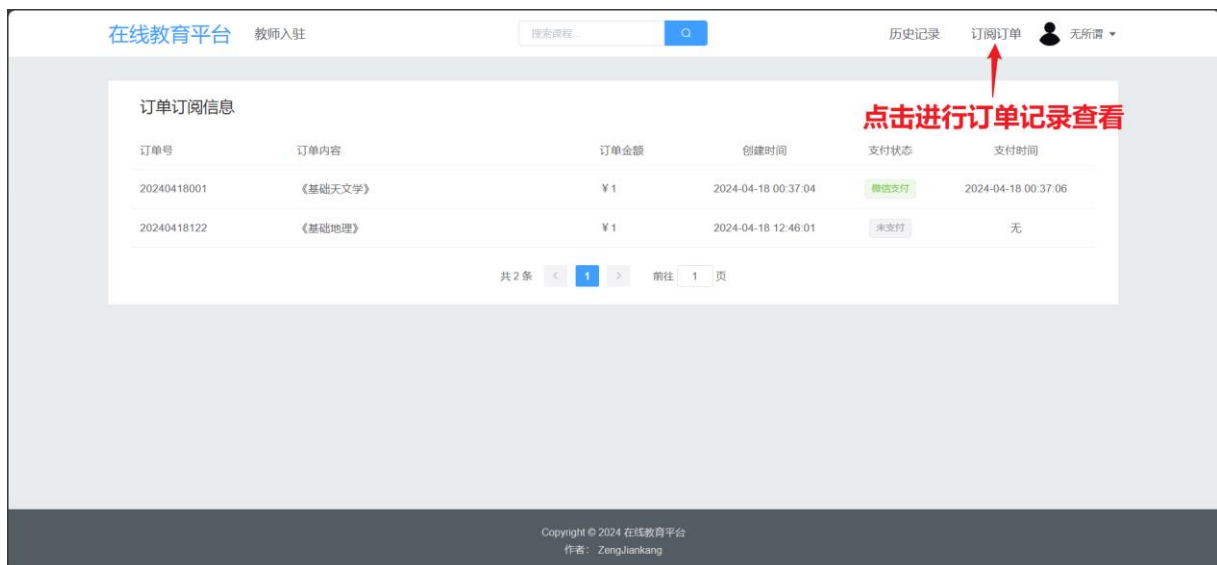 在线教育平台 教师入驻 搜索课程... 历史记录 订阅订单 无所谓
点击进行订单记录查看
订单订阅信息
订单号 订单内容 订单金额 创建时间 支付状态 支付时间
20240418001 《基础天文学》 ¥ 1 2024-04-18 00:37:04 微信支付 2024-04-18 00:37:06
20240418122 《基础地理》 ¥ 1 2024-04-18 12:46:01 未支付 无
共 2 条 < 1 > 前往 1 页
Copyright © 2024 在线教育平台
作者： ZengJiankang